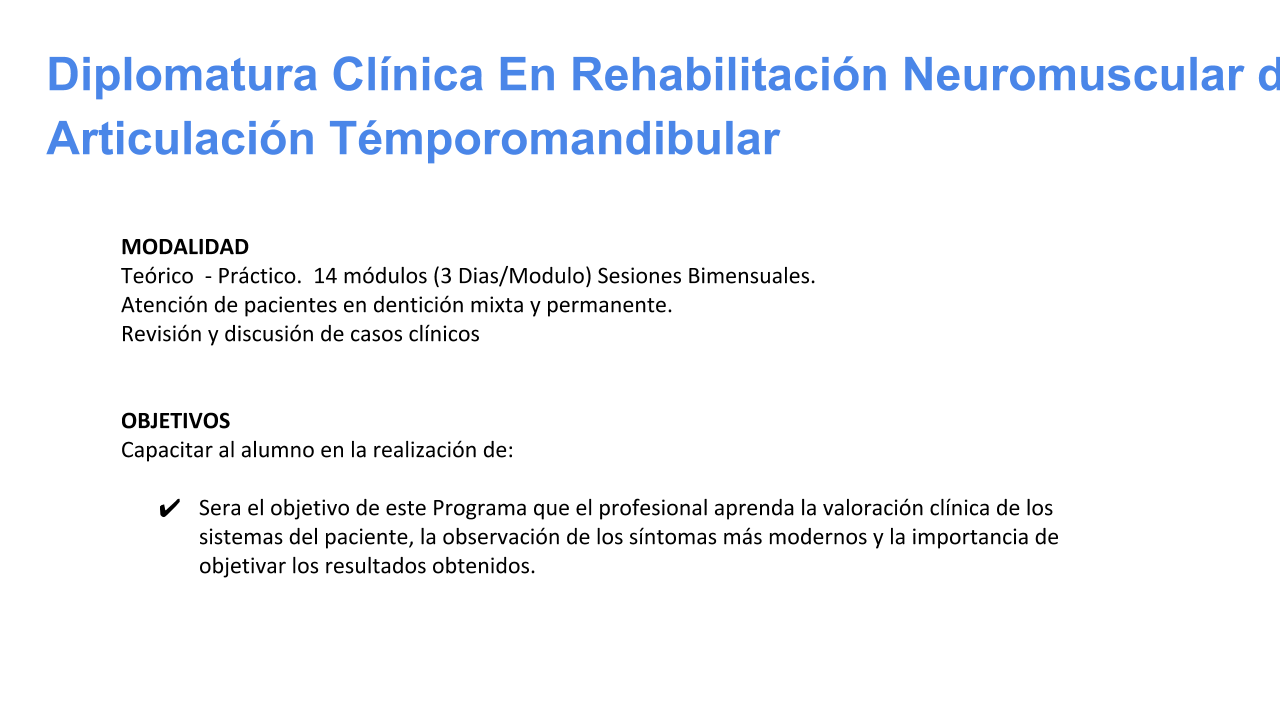 Diplomatura Clínica En Rehabilitación Neuromuscular d
Articulación Témporomandibular
MODALIDAD
Teórico  - Práctico.  14 módulos (3 Dias/Modulo) Sesiones Bimensuales.
Atención de pacientes en dentición mixta y permanente.
Revisión y discusión de casos clínicos
OBJETIVOS
Capacitar al alumno en la realización de:
✔ Sera el objetivo de este Programa que el profesional aprenda la valoración clínica de los
sistemas del paciente, la observación de los síntomas más modernos y la importancia de
objetivar los resultados obtenidos.